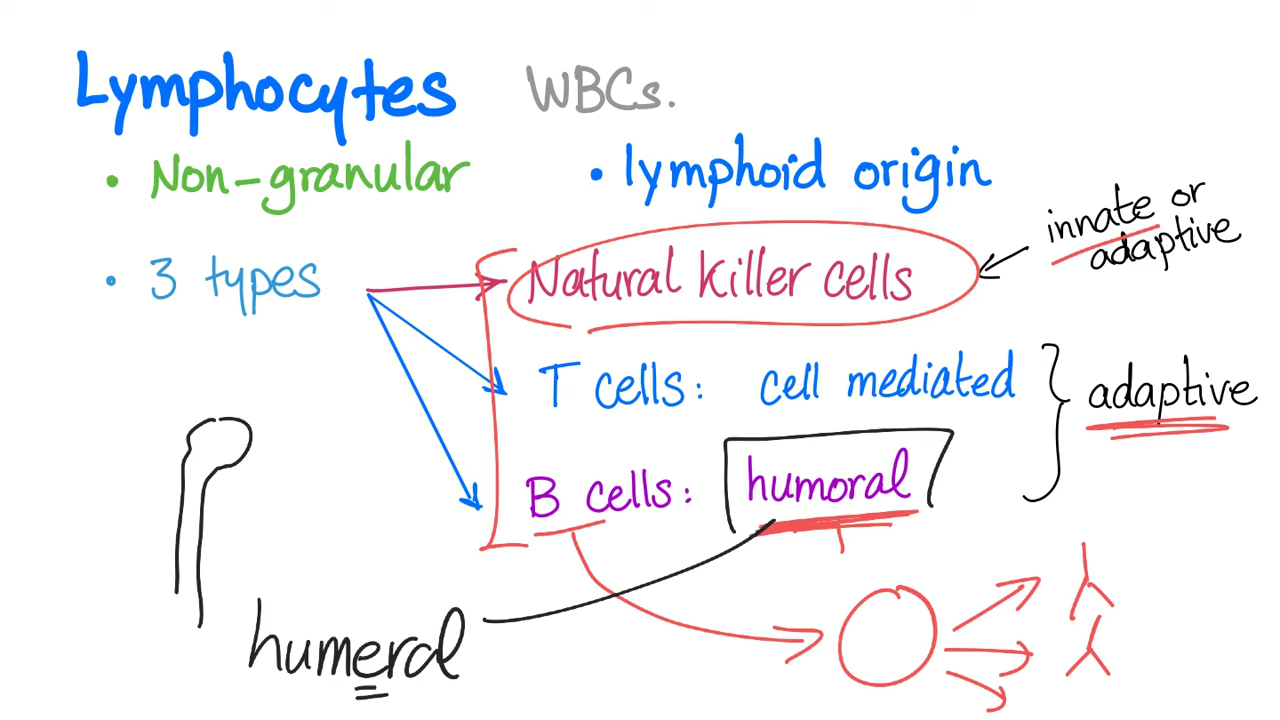 Lymphocytes WBCs.
• Non-granular • lymphoid origin
innate or
adaptive
• 3 types Natural Killer cells
T cells: cell mediated
adaptive
B cells: humoral
humeral